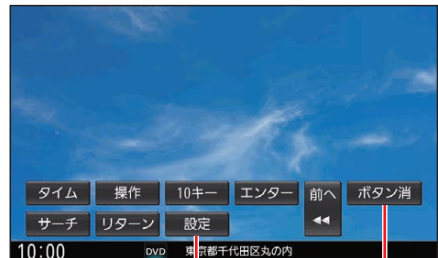 タイム 操作 10キー エンター 前へ ボタン消
サーチ リターン 設定 ◀◀
10:00 DVD 東京都千代田区丸の内